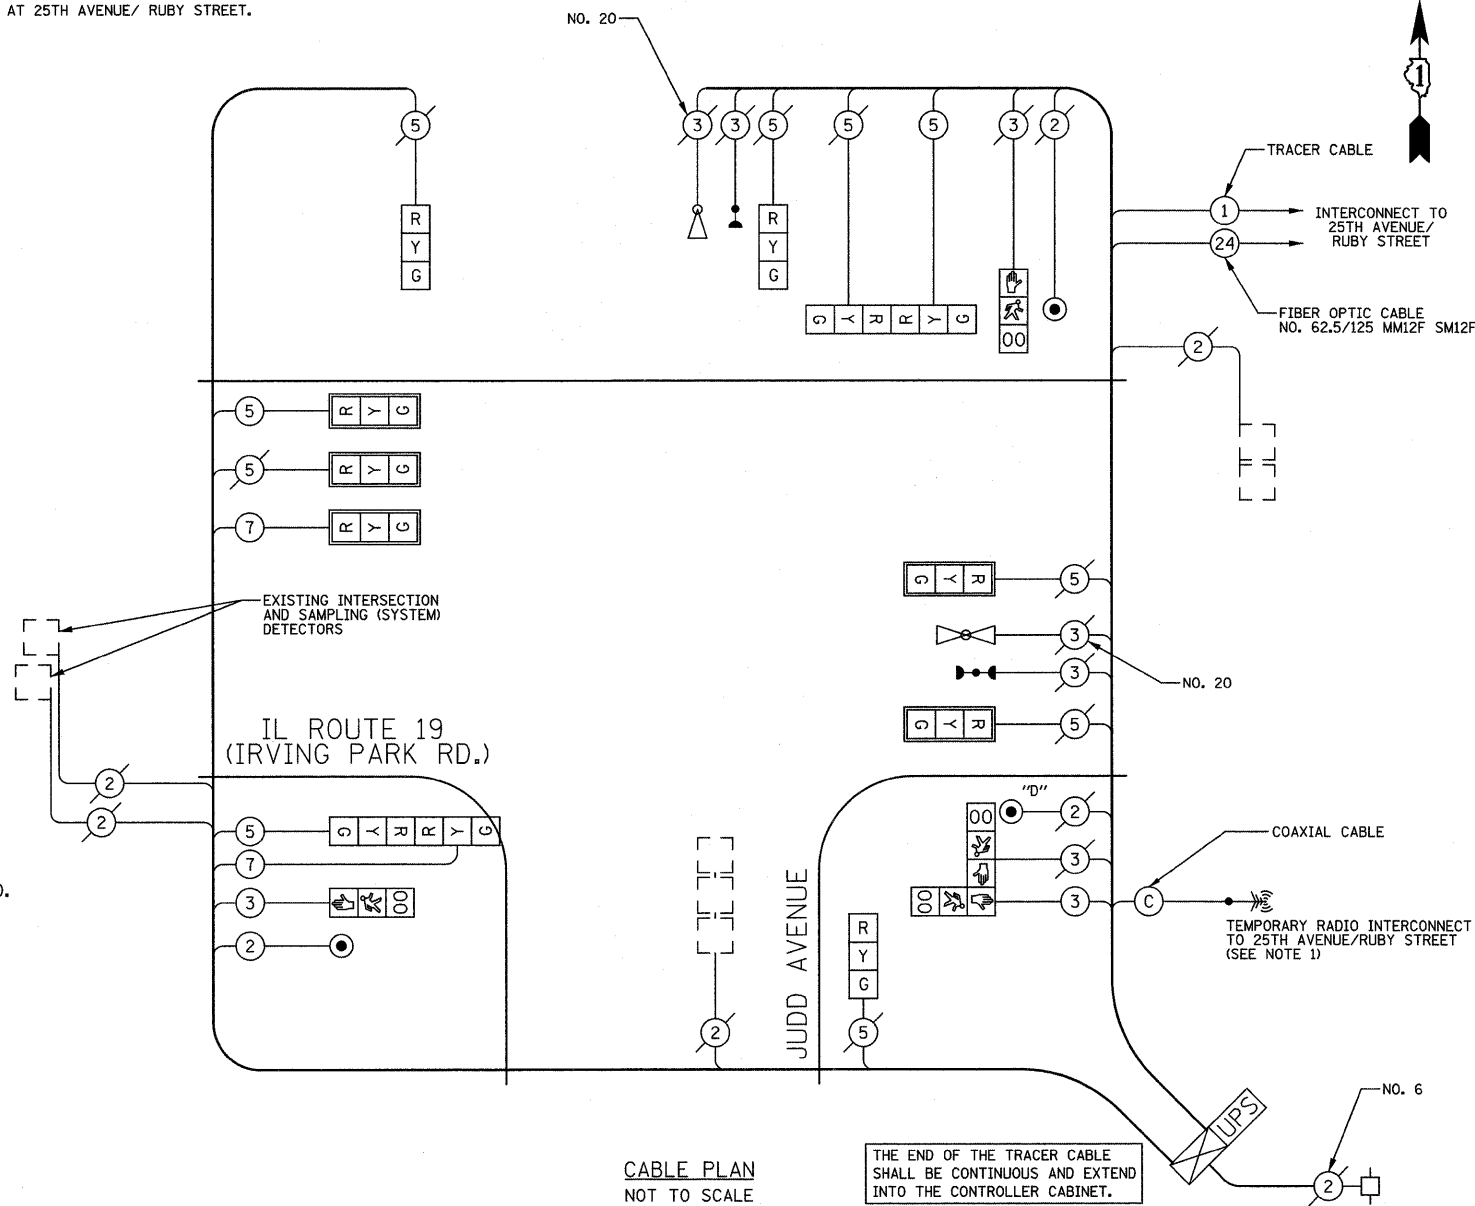 AT 25TH AVENUE/ RUBY STREET.
NO. 20
1
5
3
3
5
5
5
3
2
TRACER CABLE
R
Y
G
R
Y
G
1
INTERCONNECT TO
25TH AVENUE/
RUBY STREET
24
FIBER OPTIC CABLE
NO. 62.5/125 MM12F SM12F
G Y R R Y G
00
2
5
R Y G
5
R Y G
7
R Y G
EXISTING INTERSECTION
AND SAMPLING (SYSTEM)
DETECTORS
G Y R
5
3
NO. 20
3
G Y R
5
IL ROUTE 19
(IRVING PARK RD.)
2
2
5
G Y R R Y G
7
3
00
2
"D"
00
2
3
00
3
C
COAXIAL CABLE
TEMPORARY RADIO INTERCONNECT
TO 25TH AVENUE/RUBY STREET
(SEE NOTE 1)
JUDD AVENUE
R
Y
G
2
5
UPS
NO. 6
2
CABLE PLAN
NOT TO SCALE
THE END OF THE TRACER CABLE
SHALL BE CONTINUOUS AND EXTEND
INTO THE CONTROLLER CABINET.